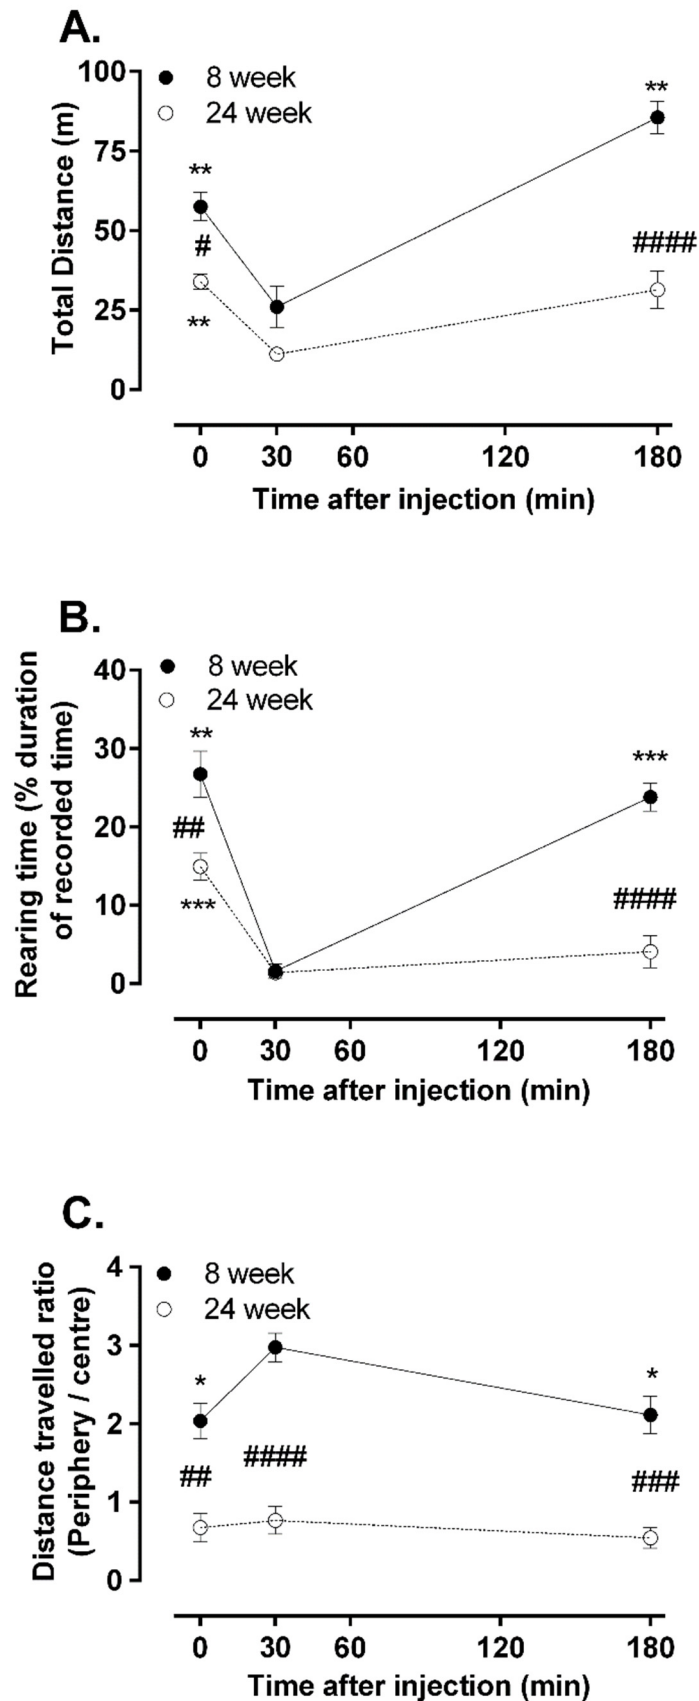 A.
Total Distance (m)
100
75
50
25
0
8 week
24 week
**
#
**
**
####
0 30 60 120 180
Time after injection (min)
B.
Rearing time (% duration
of recorded time)
40
30
20
10
0
8 week
24 week
**
##
***
***
####
0 30 60 120 180
Time after injection (min)
C.
Distance travelled ratio
(Periphery / centre)
4
3
2
1
0
8 week
24 week
*
##
####
*
###
0 30 60 120 180
Time after injection (min)